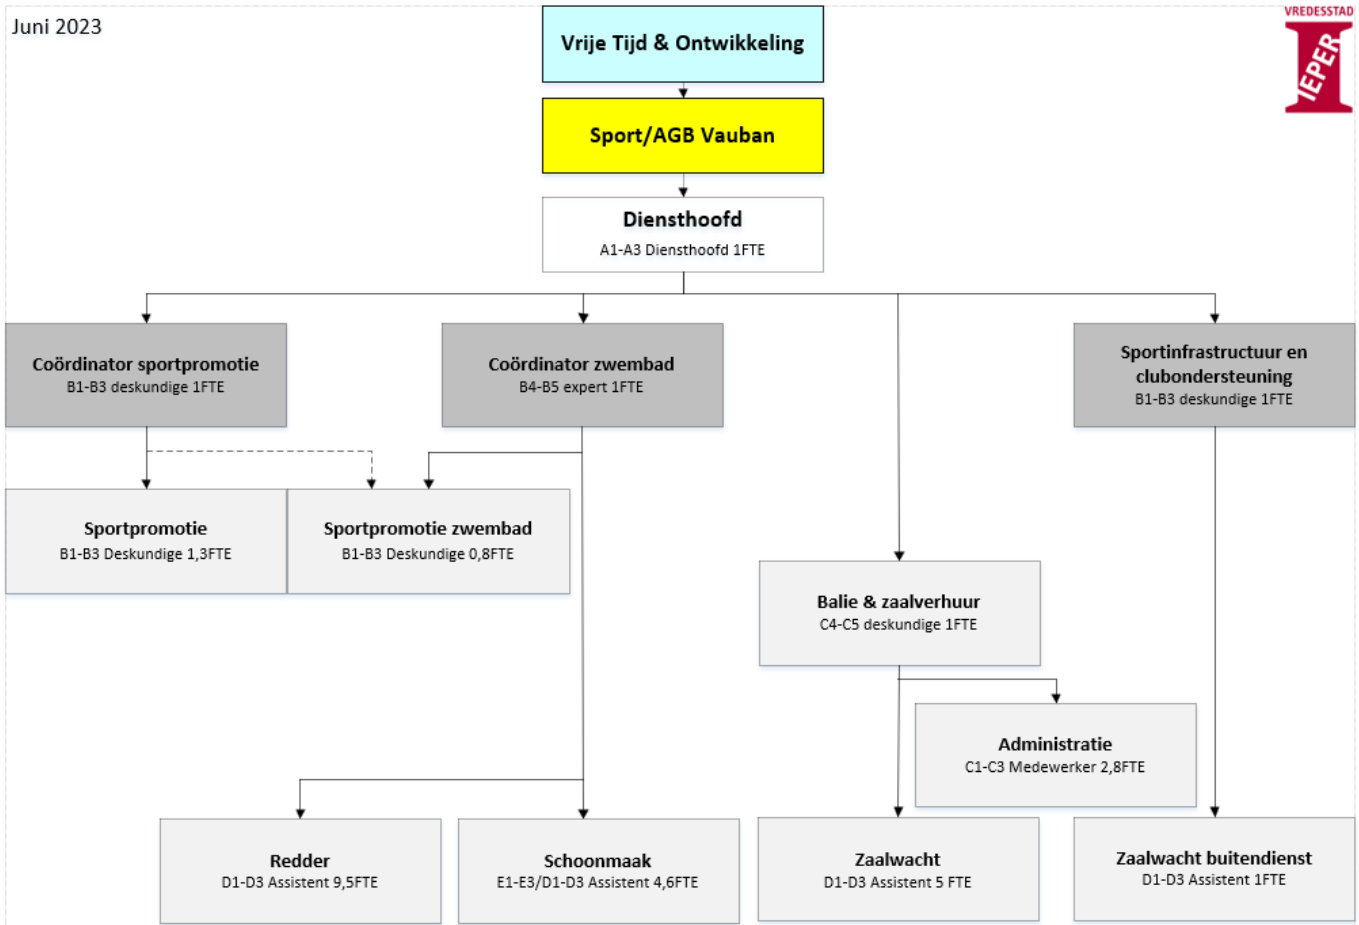 Juni 2023
VREDESSTAD
IEPER
Vrije Tijd & Ontwikkeling
Sport/AGB Vauban
Diensthoofd
A1-A3 Diensthoofd 1FTE
Coördinator sportpromotie
B1-B3 deskundige 1FTE
Coördinator zwembad
B4-B5 expert 1FTE
Sportinfrastructuur en
clubondersteuning
B1-B3 deskundige 1FTE
Sportpromotie
B1-B3 Deskundige 1,3FTE
Sportpromotie zwembad
B1-B3 Deskundige 0,8FTE
Balie & zaalverhuur
C4-C5 deskundige 1FTE
Administratie
C1-C3 Medewerker 2,8FTE
Redder
D1-D3 Assistent 9,5FTE
Schoonmaak
E1-E3/D1-D3 Assistent 4,6FTE
Zaalwacht
D1-D3 Assistent 5 FTE
Zaalwacht buitendienst
D1-D3 Assistent 1FTE